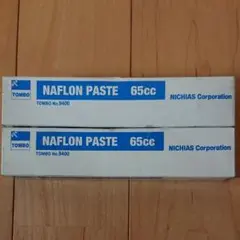 TOMBO
NAFLON PASTE 65cc
TOMBO No.9400
NICHIAS Corporation
TOMBO
NAFLON PASTE 65cc
TOMBO No.9400
NICHIAS Corporation